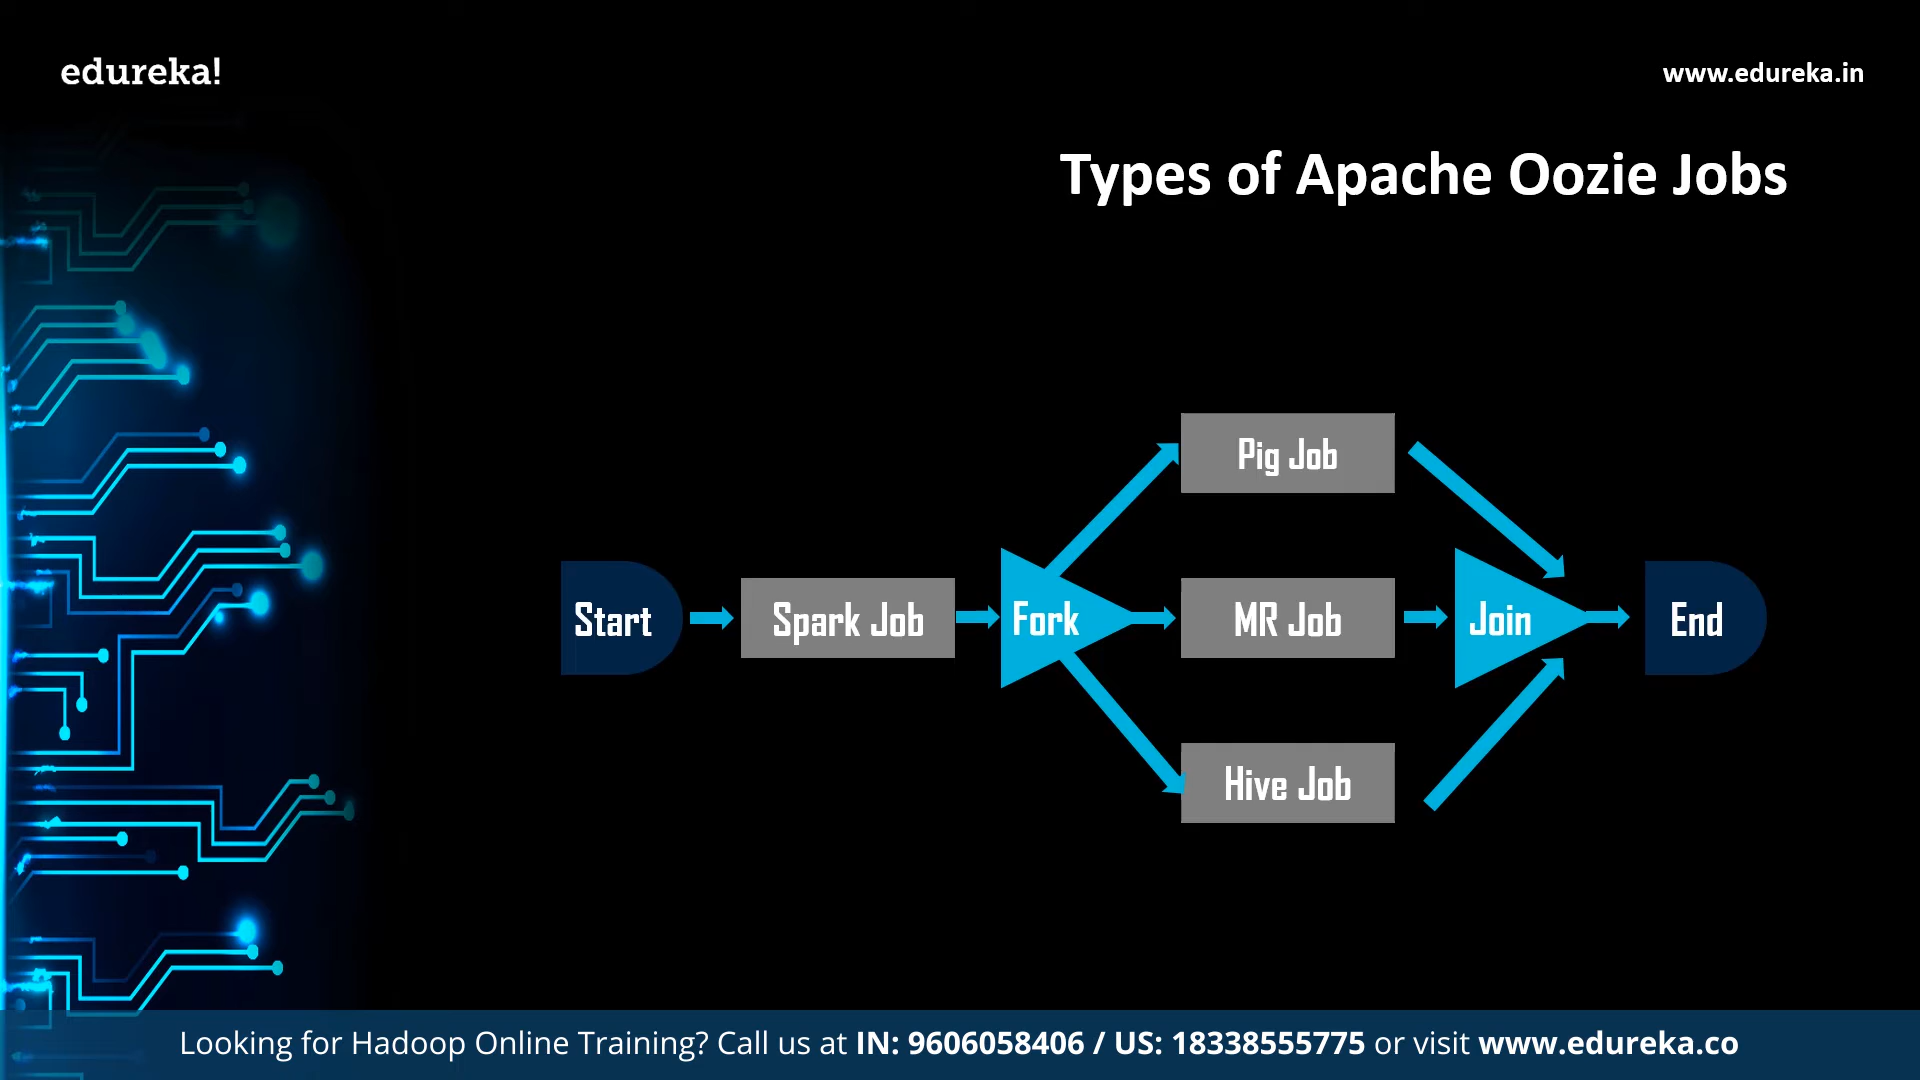 edureka!
www.edureka.in
Types of Apache Oozie Jobs
Pig Job
Start
Spark Job
Fork
MR Job
Join
End
Hive Job
Looking for Hadoop Online Training? Call us at IN: 9606058406 / US: 18338555775 or visit www.edureka.co